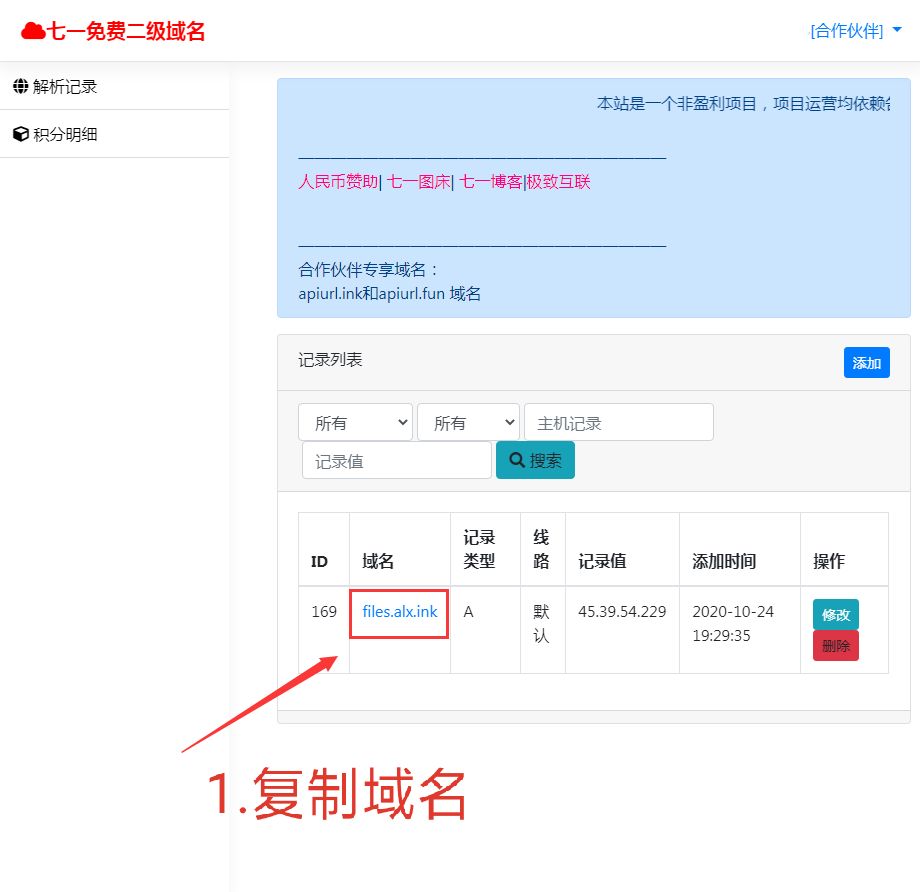 七一免费二级域名
[合作伙伴]
解析记录
积分明细
本站是一个非盈利项目，项目运营均依赖
———————————————————————
人民币赞助| 七一图床| 七一博客|极致互联
———————————————————————
合作伙伴专享域名：
apiurl.ink和apiurl.fun 域名
记录列表
添加
所有 所有 主机记录
记录值 搜索
ID 域名 记录类型 线路 记录值 添加时间 操作
169 files.alx.ink A 默认 45.39.54.229 2020-10-24 19:29:35 修改
删除
1.复制域名